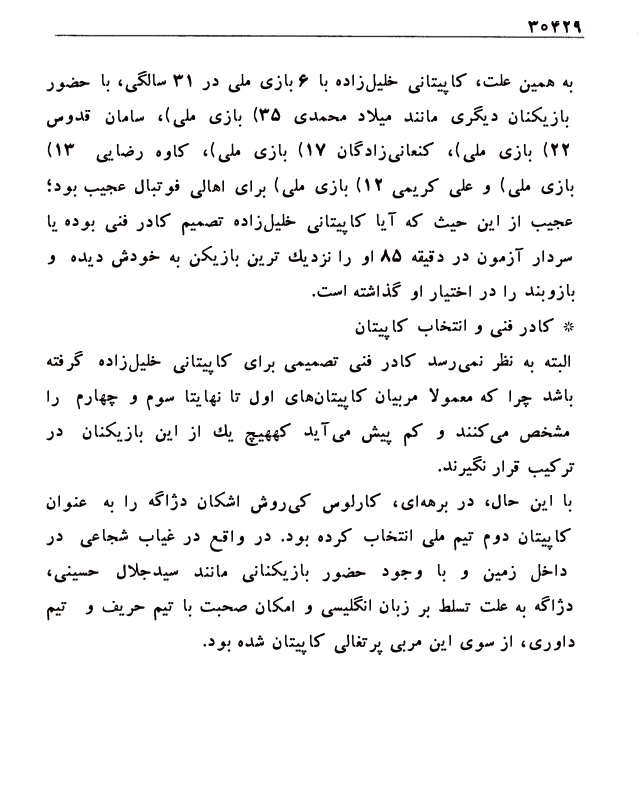 ۳۰۴۲۹
به همین علت، کاپیتانی خلیل‌زاده با ۶ بازی ملی در ۳۱ سالگی، با حضور
بازیکنان دیگری مانند میلاد محمدی ۳۵) بازی ملی)، سامان قدوس
۲۲) بازی ملی)، کنعانی‌زادگان ۱۷) بازی ملی)، کاوه رضایی ۱۳)
بازی ملی) و علی کریمی ۱۲) بازی ملی) برای اهالی فوتبال عجیب بود؛
عجیب از این حیث که آیا کاپیتانی خلیل‌زاده تصمیم کادر فنی بوده یا
سردار آزمون در دقیقه ۸۵ او را نزدیك ترین بازیکن به خودش دیده و
بازوبند را در اختیار او گذاشته است.
* کادر فنی و انتخاب کاپیتان
البته به نظر نمی‌رسد کادر فنی تصمیمی برای کاپیتانی خلیل‌زاده گرفته
باشد چرا که معمولا مربیان کاپیتان‌های اول تا نهایتا سوم و چهارم را
مشخص می‌کنند و کم پیش می‌آید کههیچ یك از این بازیکنان در
ترکیب قرار نگیرند.
با این حال، در برهه‌ای، کارلوس کی‌روش اشکان دژاگه را به عنوان
کاپیتان دوم تیم ملی انتخاب کرده بود. در واقع در غیاب شجاعی در
داخل زمین و با وجود حضور بازیکنانی مانند سیدجلال حسینی،
دژاگه به علت تسلط بر زبان انگلیسی و امکان صحبت با تیم حریف و تیم
داوری، از سوی این مربی پرتغالی کاپیتان شده بود.